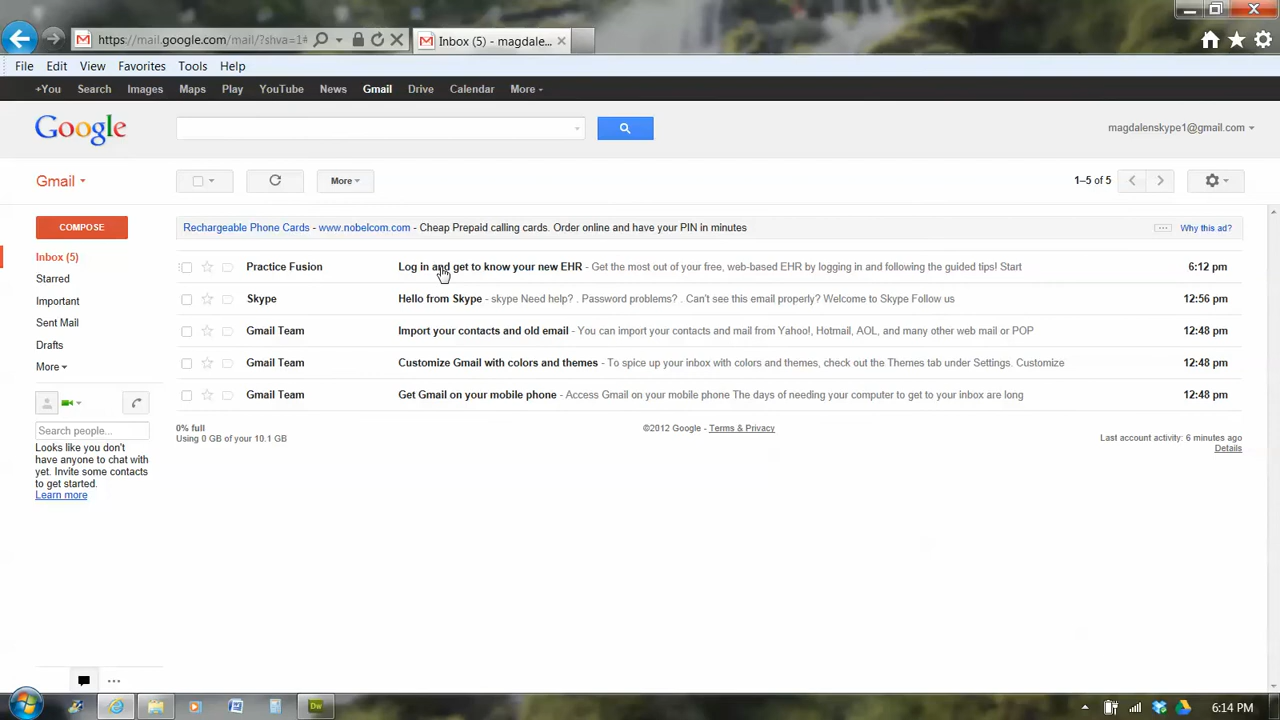 https://mail.google.com/mail/?shva=1#
Inbox (5) - magdale...
File Edit View Favorites Tools Help
+You Search Images Maps Play YouTube News Gmail Drive Calendar More
Google
magdalenskype1@gmail.com
Gmail
More
1–5 of 5
COMPOSE
Rechargeable Phone Cards - www.nobelcom.com - Cheap Prepaid calling cards. Order online and have your PIN in minutes
Why this ad?
Inbox (5)
Starred
Important
Sent Mail
Drafts
More
Practice Fusion Log in and get to know your new EHR - Get the most out of your free, web-based EHR by logging in and following the guided tips! Start 6:12 pm
Skype Hello from Skype - skype Need help? . Password problems? . Can't see this email properly? Welcome to Skype Follow us 12:56 pm
Gmail Team Import your contacts and old email - You can import your contacts and mail from Yahoo!, Hotmail, AOL, and many other web mail or POP 12:48 pm
Gmail Team Customize Gmail with colors and themes - To spice up your inbox with colors and themes, check out the Themes tab under Settings. Customize 12:48 pm
Gmail Team Get Gmail on your mobile phone - Access Gmail on your mobile phone The days of needing your computer to get to your inbox are long 12:48 pm
Search people...
Looks like you don't
have anyone to chat with
yet. Invite some contacts
to get started.
Learn more
0% full
Using 0 GB of your 10.1 GB
©2012 Google - Terms & Privacy
Last account activity: 6 minutes ago
Details
Dw
6:14 PM